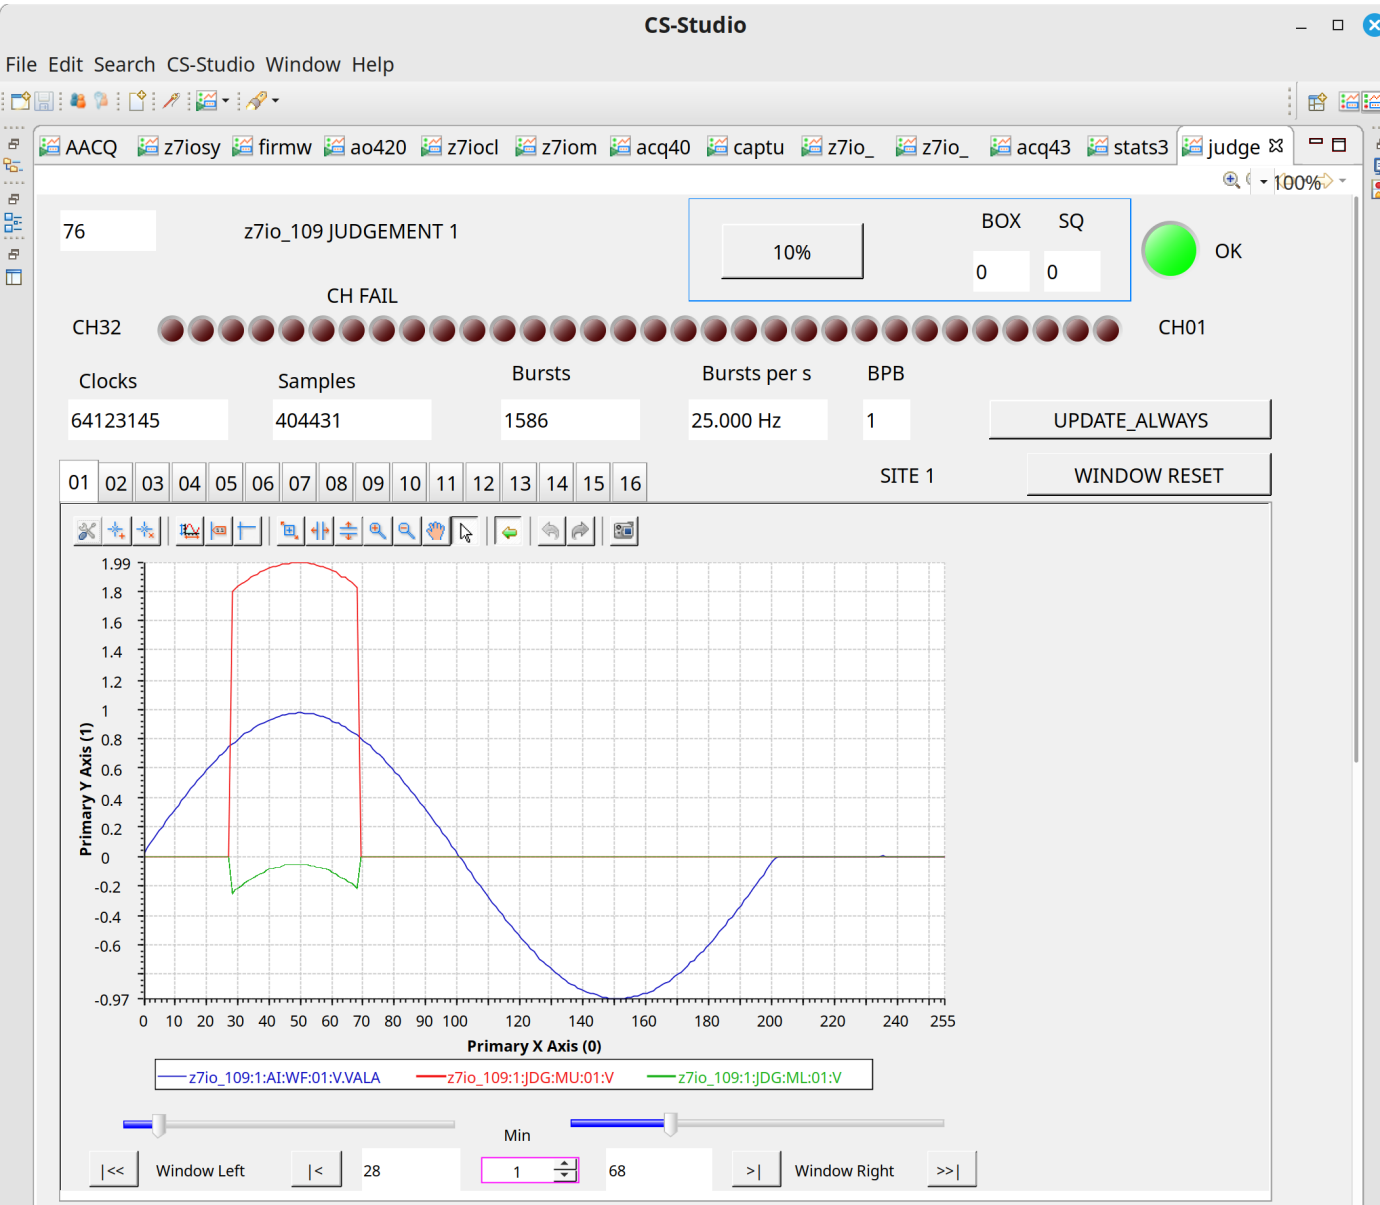 CS-Studio
File Edit Search CS-Studio Window Help
AACQ z7iosy firmw ao420 z7iocl z7iom acq40 captu z7io_ z7io_ acq43 stats3 judge
100%
76 z7io_109 JUDGEMENT 1 10% BOX SQ OK
0 0
CH FAIL
CH32 CH01
Clocks Samples Bursts Bursts per s BPB
64123145 404431 1586 25.000 Hz 1 UPDATE_ALWAYS
SITE 1 WINDOW RESET
01 02 03 04 05 06 07 08 09 10 11 12 13 14 15 16
1.99
1.8
1.6
1.4
1.2
1
0.8
0.6
0.4
0.2
0
-0.2
-0.4
-0.6
-0.97
Primary Y Axis (1)
0 10 20 30 40 50 60 70 80 90 100 120 140 160 180 200 220 240 255
Primary X Axis (0)
z7io_109:1:AI:WF:01:V.VALA z7io_109:1:JDG:MU:01:V z7io_109:1:JDG:ML:01:V
Min
|<< Window Left |< 28 1 68 >| Window Right >>|